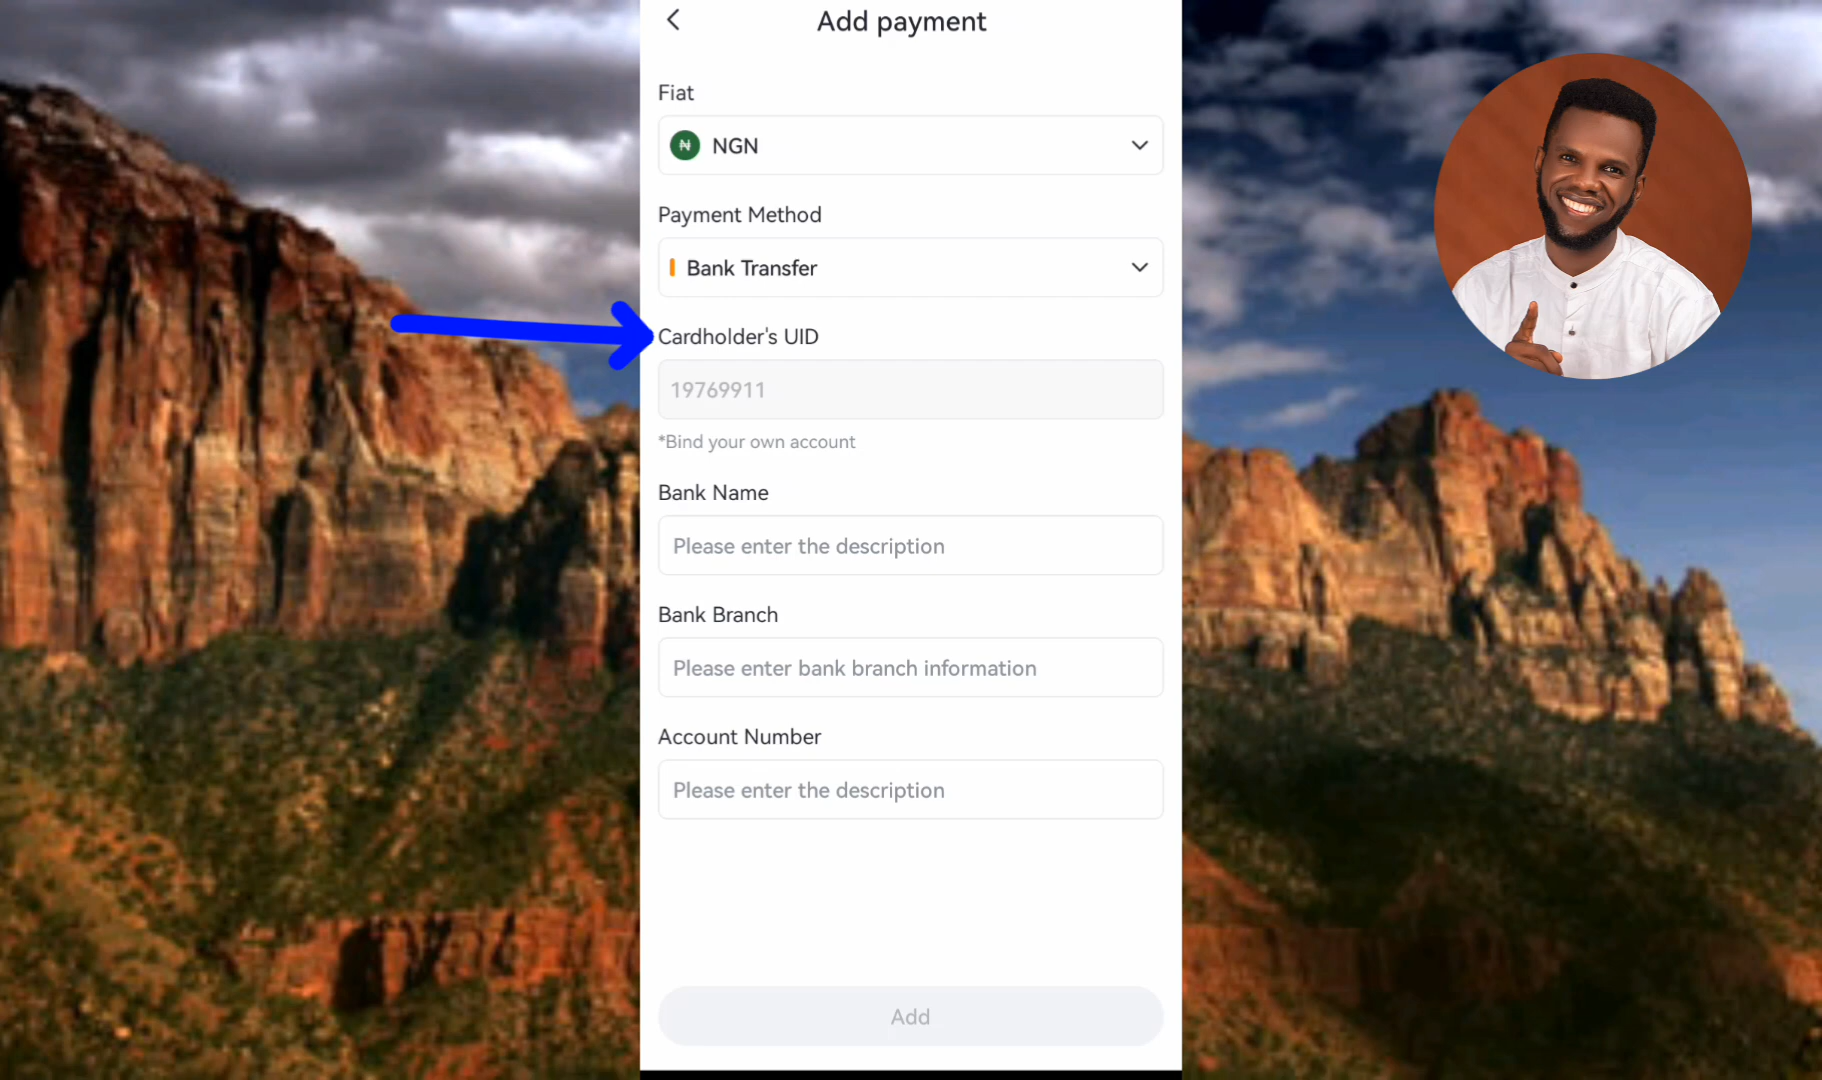 Add payment
Fiat
₦ NGN
Payment Method
Bank Transfer
Cardholder's UID
19769911
*Bind your own account
Bank Name
Please enter the description
Bank Branch
Please enter bank branch information
Account Number
Please enter the description
Add